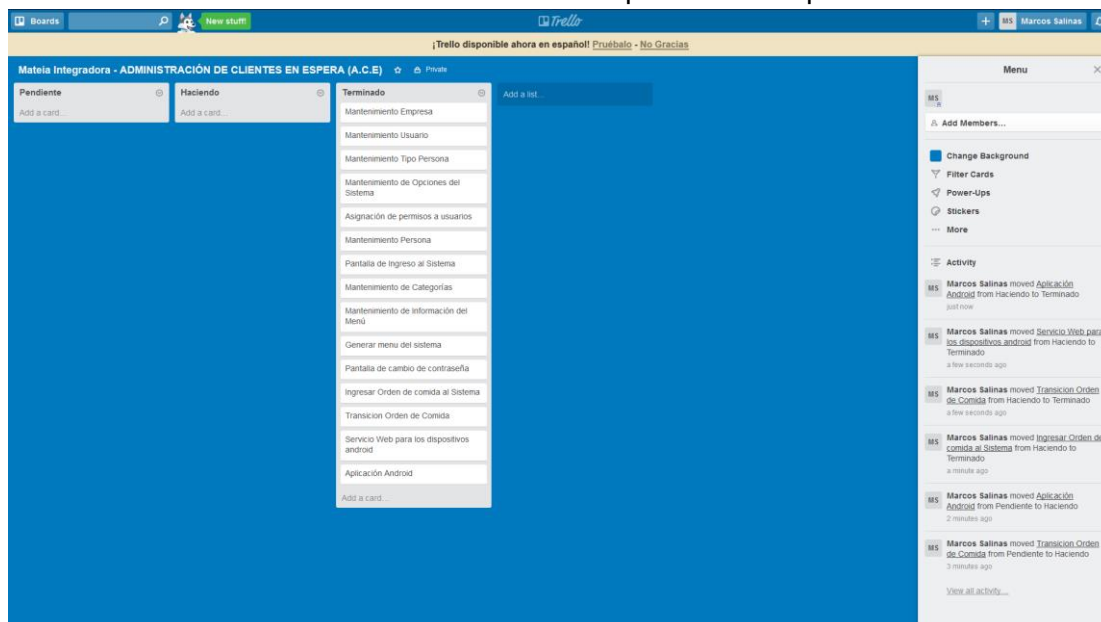 Boards
New stuff!
Trello
MS Marcos Salinas
¡Trello disponible ahora en español! Pruébalo - No Gracias
Mateia Integradora - ADMINISTRACIÓN DE CLIENTES EN ESPERA (A.C.E)
Private
Pendiente
Add a card...
Haciendo
Add a card...
Terminado
Mantenimiento Empresa
Mantenimiento Usuario
Mantenimiento Tipo Persona
Mantenimiento de Opciones del
Sistema
Asignación de permisos a usuarios
Mantenimiento Persona
Pantalla de Ingreso al Sistema
Mantenimiento de Categorías
Mantenimiento de Información del
Menú
Generar menu del sistema
Pantalla de cambio de contraseña
Ingresar Orden de comida al Sistema
Transicion Orden de Comida
Servicio Web para los dispositivos
android
Aplicación Android
Add a card...
Add a list...
Menu
MS
Add Members...
Change Background
Filter Cards
Power-Ups
Stickers
More
Activity
MS Marcos Salinas moved Aplicación
Android from Haciendo to Terminado
just now
MS Marcos Salinas moved Servicio Web para
los dispositivos android from Haciendo to
Terminado
a few seconds ago
MS Marcos Salinas moved Transicion Orden
de Comida from Haciendo to Terminado
a few seconds ago
MS Marcos Salinas moved Ingresar Orden de
comida al Sistema from Haciendo to
Terminado
a minute ago
MS Marcos Salinas moved Aplicación
Android from Pendiente to Haciendo
2 minutes ago
MS Marcos Salinas moved Transicion Orden
de Comida from Pendiente to Haciendo
3 minutes ago
View all activity...